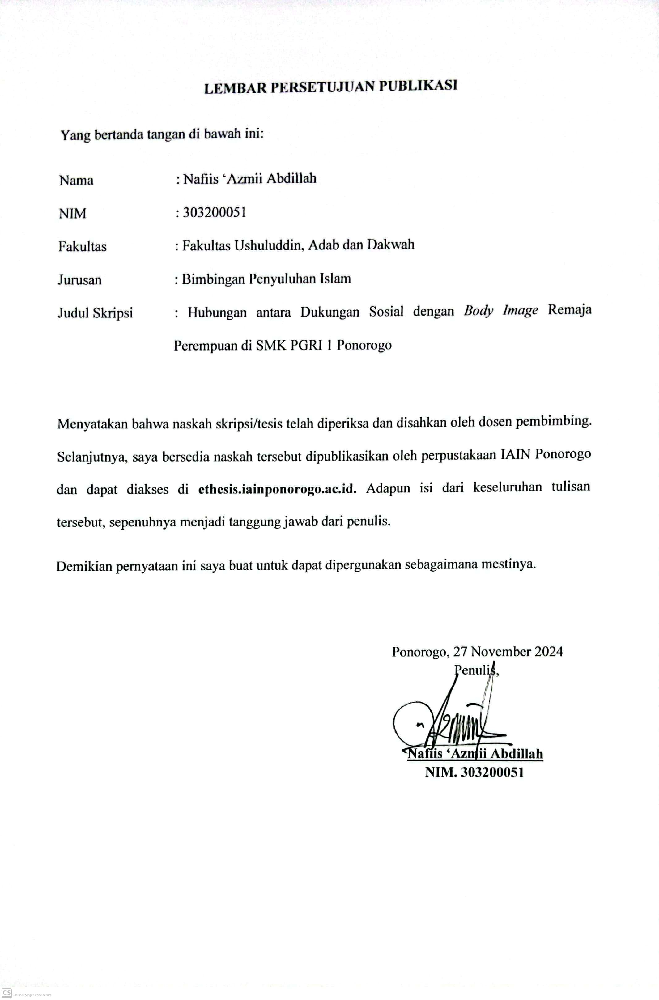 LEMBAR PERSETUJUAN PUBLIKASI
Yang bertanda tangan di bawah ini:
Nama : Nafiis ‘Azmii Abdillah
NIM : 303200051
Fakultas : Fakultas Ushuluddin, Adab dan Dakwah
Jurusan : Bimbingan Penyuluhan Islam
Judul Skripsi : Hubungan antara Dukungan Sosial dengan Body Image Remaja
Perempuan di SMK PGRI 1 Ponorogo
Menyatakan bahwa naskah skripsi/tesis telah diperiksa dan disahkan oleh dosen pembimbing.
Selanjutnya, saya bersedia naskah tersebut dipublikasikan oleh perpustakaan IAIN Ponorogo
dan dapat diakses di ethesis.iainponorogo.ac.id. Adapun isi dari keseluruhan tulisan
tersebut, sepenuhnya menjadi tanggung jawab dari penulis.
Demikian pernyataan ini saya buat untuk dapat dipergunakan sebagaimana mestinya.
Ponorogo, 27 November 2024
Penulis,
Nafiis ‘Azmii Abdillah
NIM. 303200051
CS Dipindai dengan CamScanner